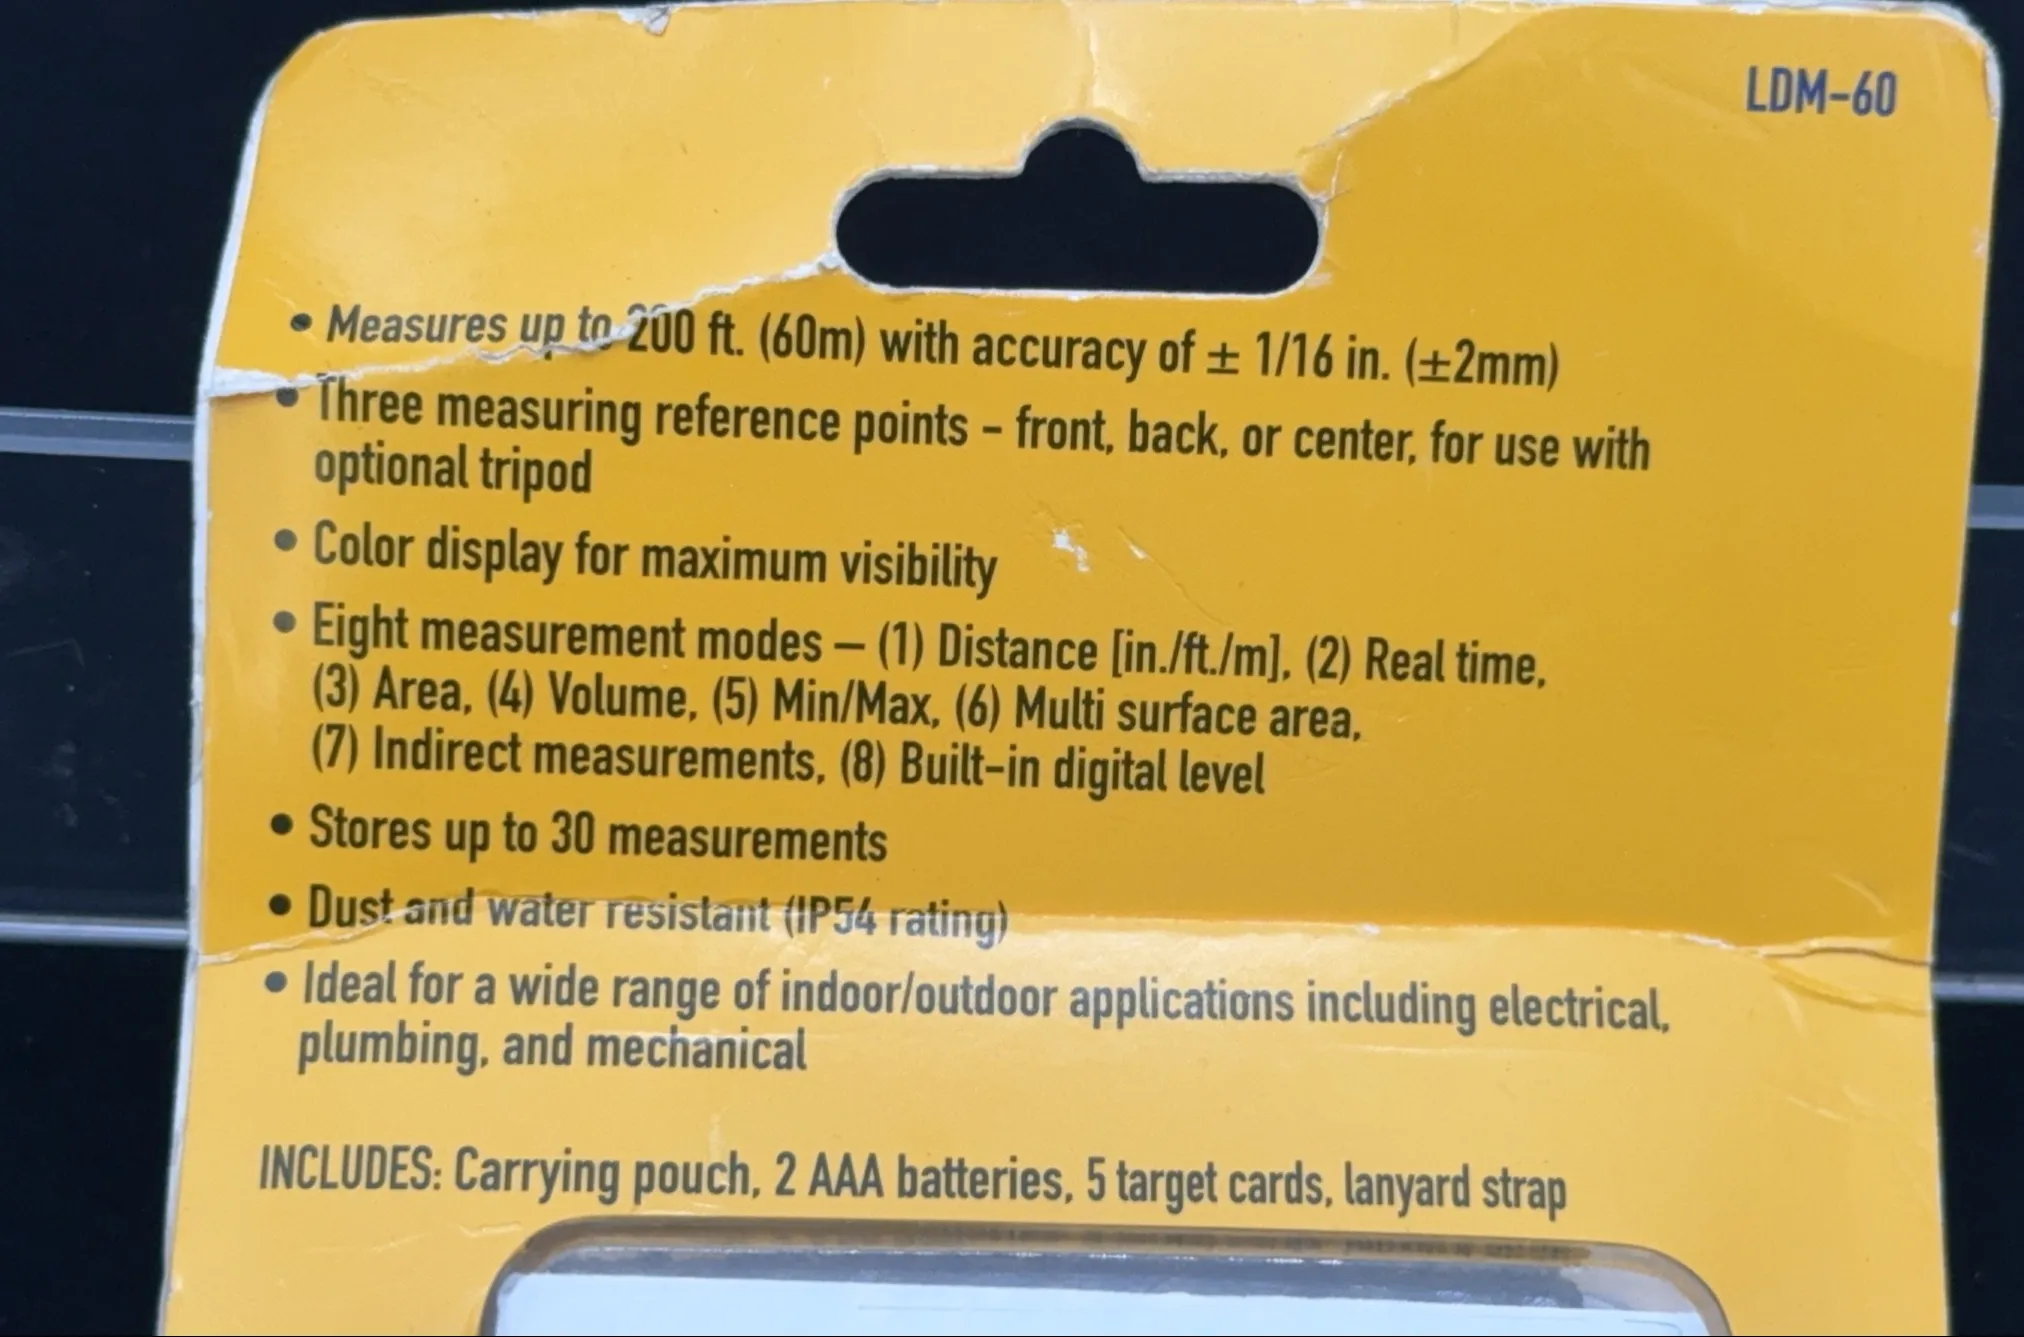 LDM-60
• Measures up to 200 ft. (60m) with accuracy of ± 1/16 in. (±2mm)
• Three measuring reference points – front, back, or center, for use with
optional tripod
• Color display for maximum visibility
• Eight measurement modes – (1) Distance [in./ft./m], (2) Real time,
(3) Area, (4) Volume, (5) Min/Max, (6) Multi surface area,
(7) Indirect measurements, (8) Built-in digital level
• Stores up to 30 measurements
• Dust and water resistant (IP54 rating)
• Ideal for a wide range of indoor/outdoor applications including electrical,
plumbing, and mechanical
INCLUDES: Carrying pouch, 2 AAA batteries, 5 target cards, lanyard strap